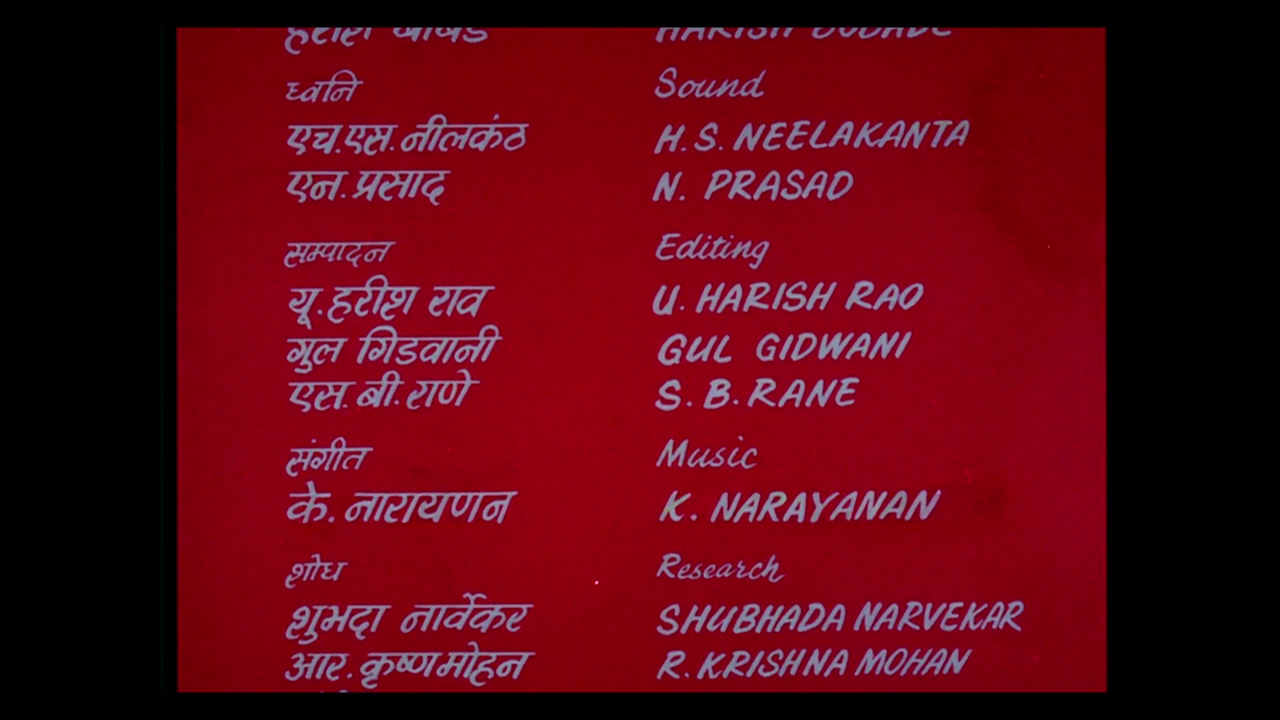 ध्वनि Sound
एच.एस.नीलकंठ H.S. NEELAKANTA
एन.प्रसाद N. PRASAD
सम्पादन Editing
यू.हरीश राव U. HARISH RAO
गुल गिडवानी GUL GIDWANI
एस.बी.राणे S.B.RANE
संगीत Music
के. नारायणन K. NARAYANAN
शोध Research
शुभदा नार्वेकर SHUBHADA NARVEKAR
आर.कृष्णमोहन R.KRISHNA MOHAN